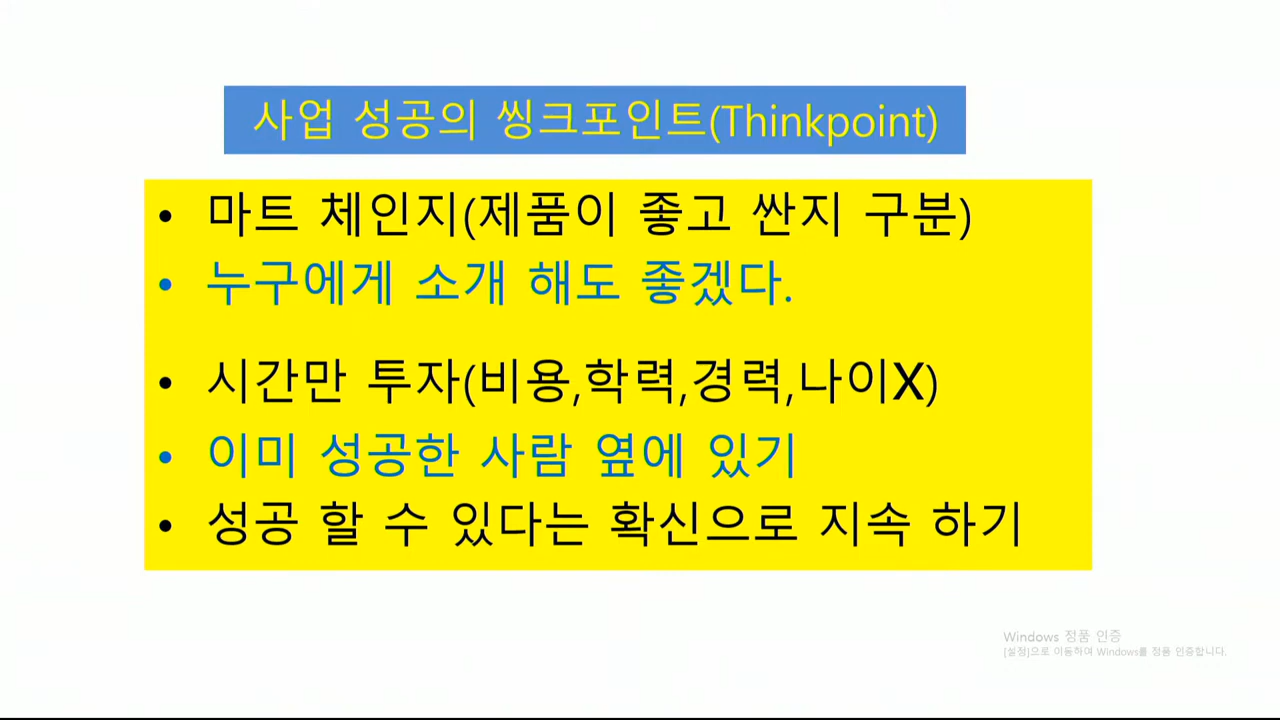 사업 성공의 씽크포인트(Thinkpoint)
• 마트 체인지(제품이 좋고 싼지 구분)
• 누구에게 소개 해도 좋겠다.
• 시간만 투자(비용,학력,경력,나이X)
• 이미 성공한 사람 옆에 있기
• 성공 할 수 있다는 확신으로 지속 하기
Windows 정품 인증
[설정]으로 이동하여 Windows를 정품 인증합니다.